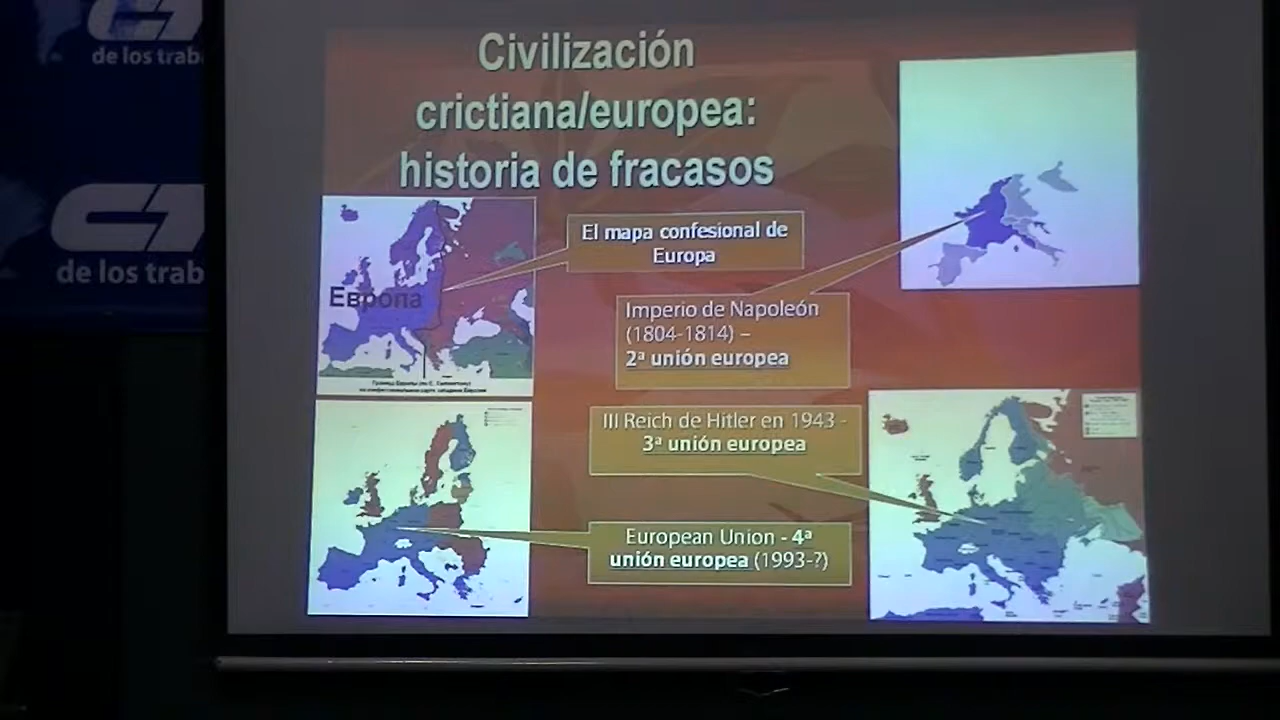 CT
de los trab
CT
de los trab
Civilización
crictiana/europea:
historia de fracasos
El mapa confesional de
Europa
Европа
Imperio de Napoleón
(1804-1814) –
2ª unión europea
III Reich de Hitler en 1943 -
3ª unión europea
European Union - 4ª
unión europea (1993-?)